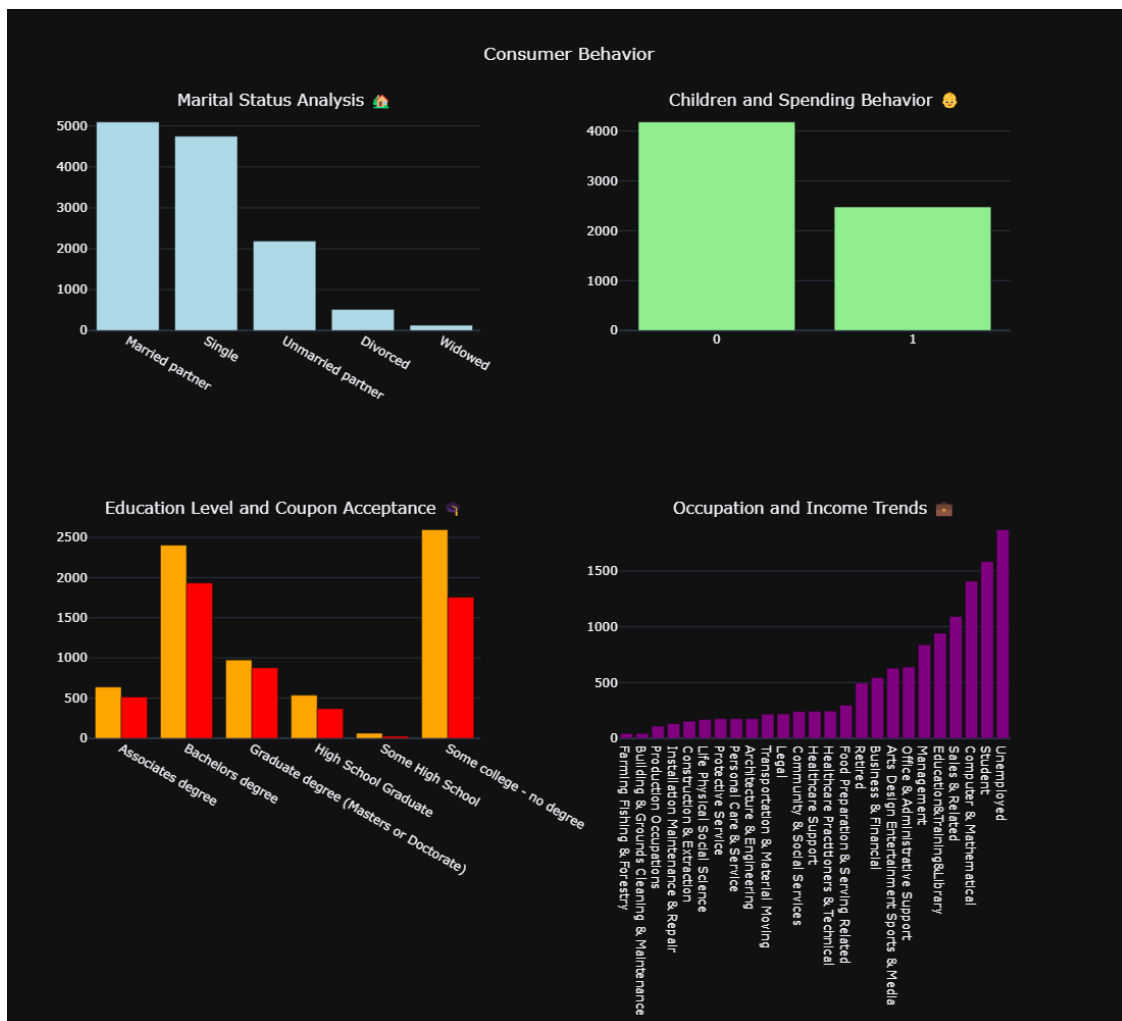 Consumer Behavior
Marital Status Analysis 🏠
5000
4000
3000
2000
1000
0
Married partner
Single
Unmarried partner
Divorced
Widowed
Children and Spending Behavior 👶
4000
3000
2000
1000
0
0
1
Education Level and Coupon Acceptance 🎓
2500
2000
1500
1000
500
0
Associates degree
Bachelors degree
Graduate degree (Masters or Doctorate)
High School Graduate
Some High School
Some college - no degree
Occupation and Income Trends 💼
1500
1000
500
0
Farming Fishing & Forestry
Building & Grounds Cleaning & Maintenance
Production Occupations
Installation Maintenance & Repair
Construction & Extraction
Life Physical Social Science
Protective Service
Personal Care & Service
Architecture & Engineering
Transportation & Material Moving
Legal
Community & Social Services
Healthcare Support
Healthcare Practitioners & Technical
Food Preparation & Serving Related
Retired
Business & Financial
Arts Design Entertainment Sports & Media
Office & Administrative Support
Management
Education&Training&Library
Sales & Related
Computer & Mathematical
Student
Unemployed